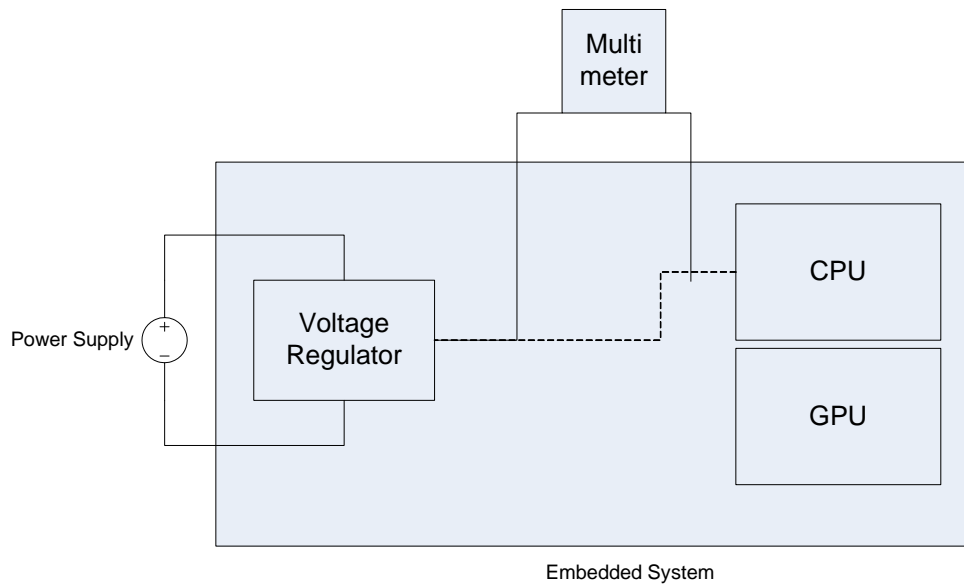 Multi
meter
CPU
Voltage
Regulator
Power Supply
+
−
GPU
Embedded System